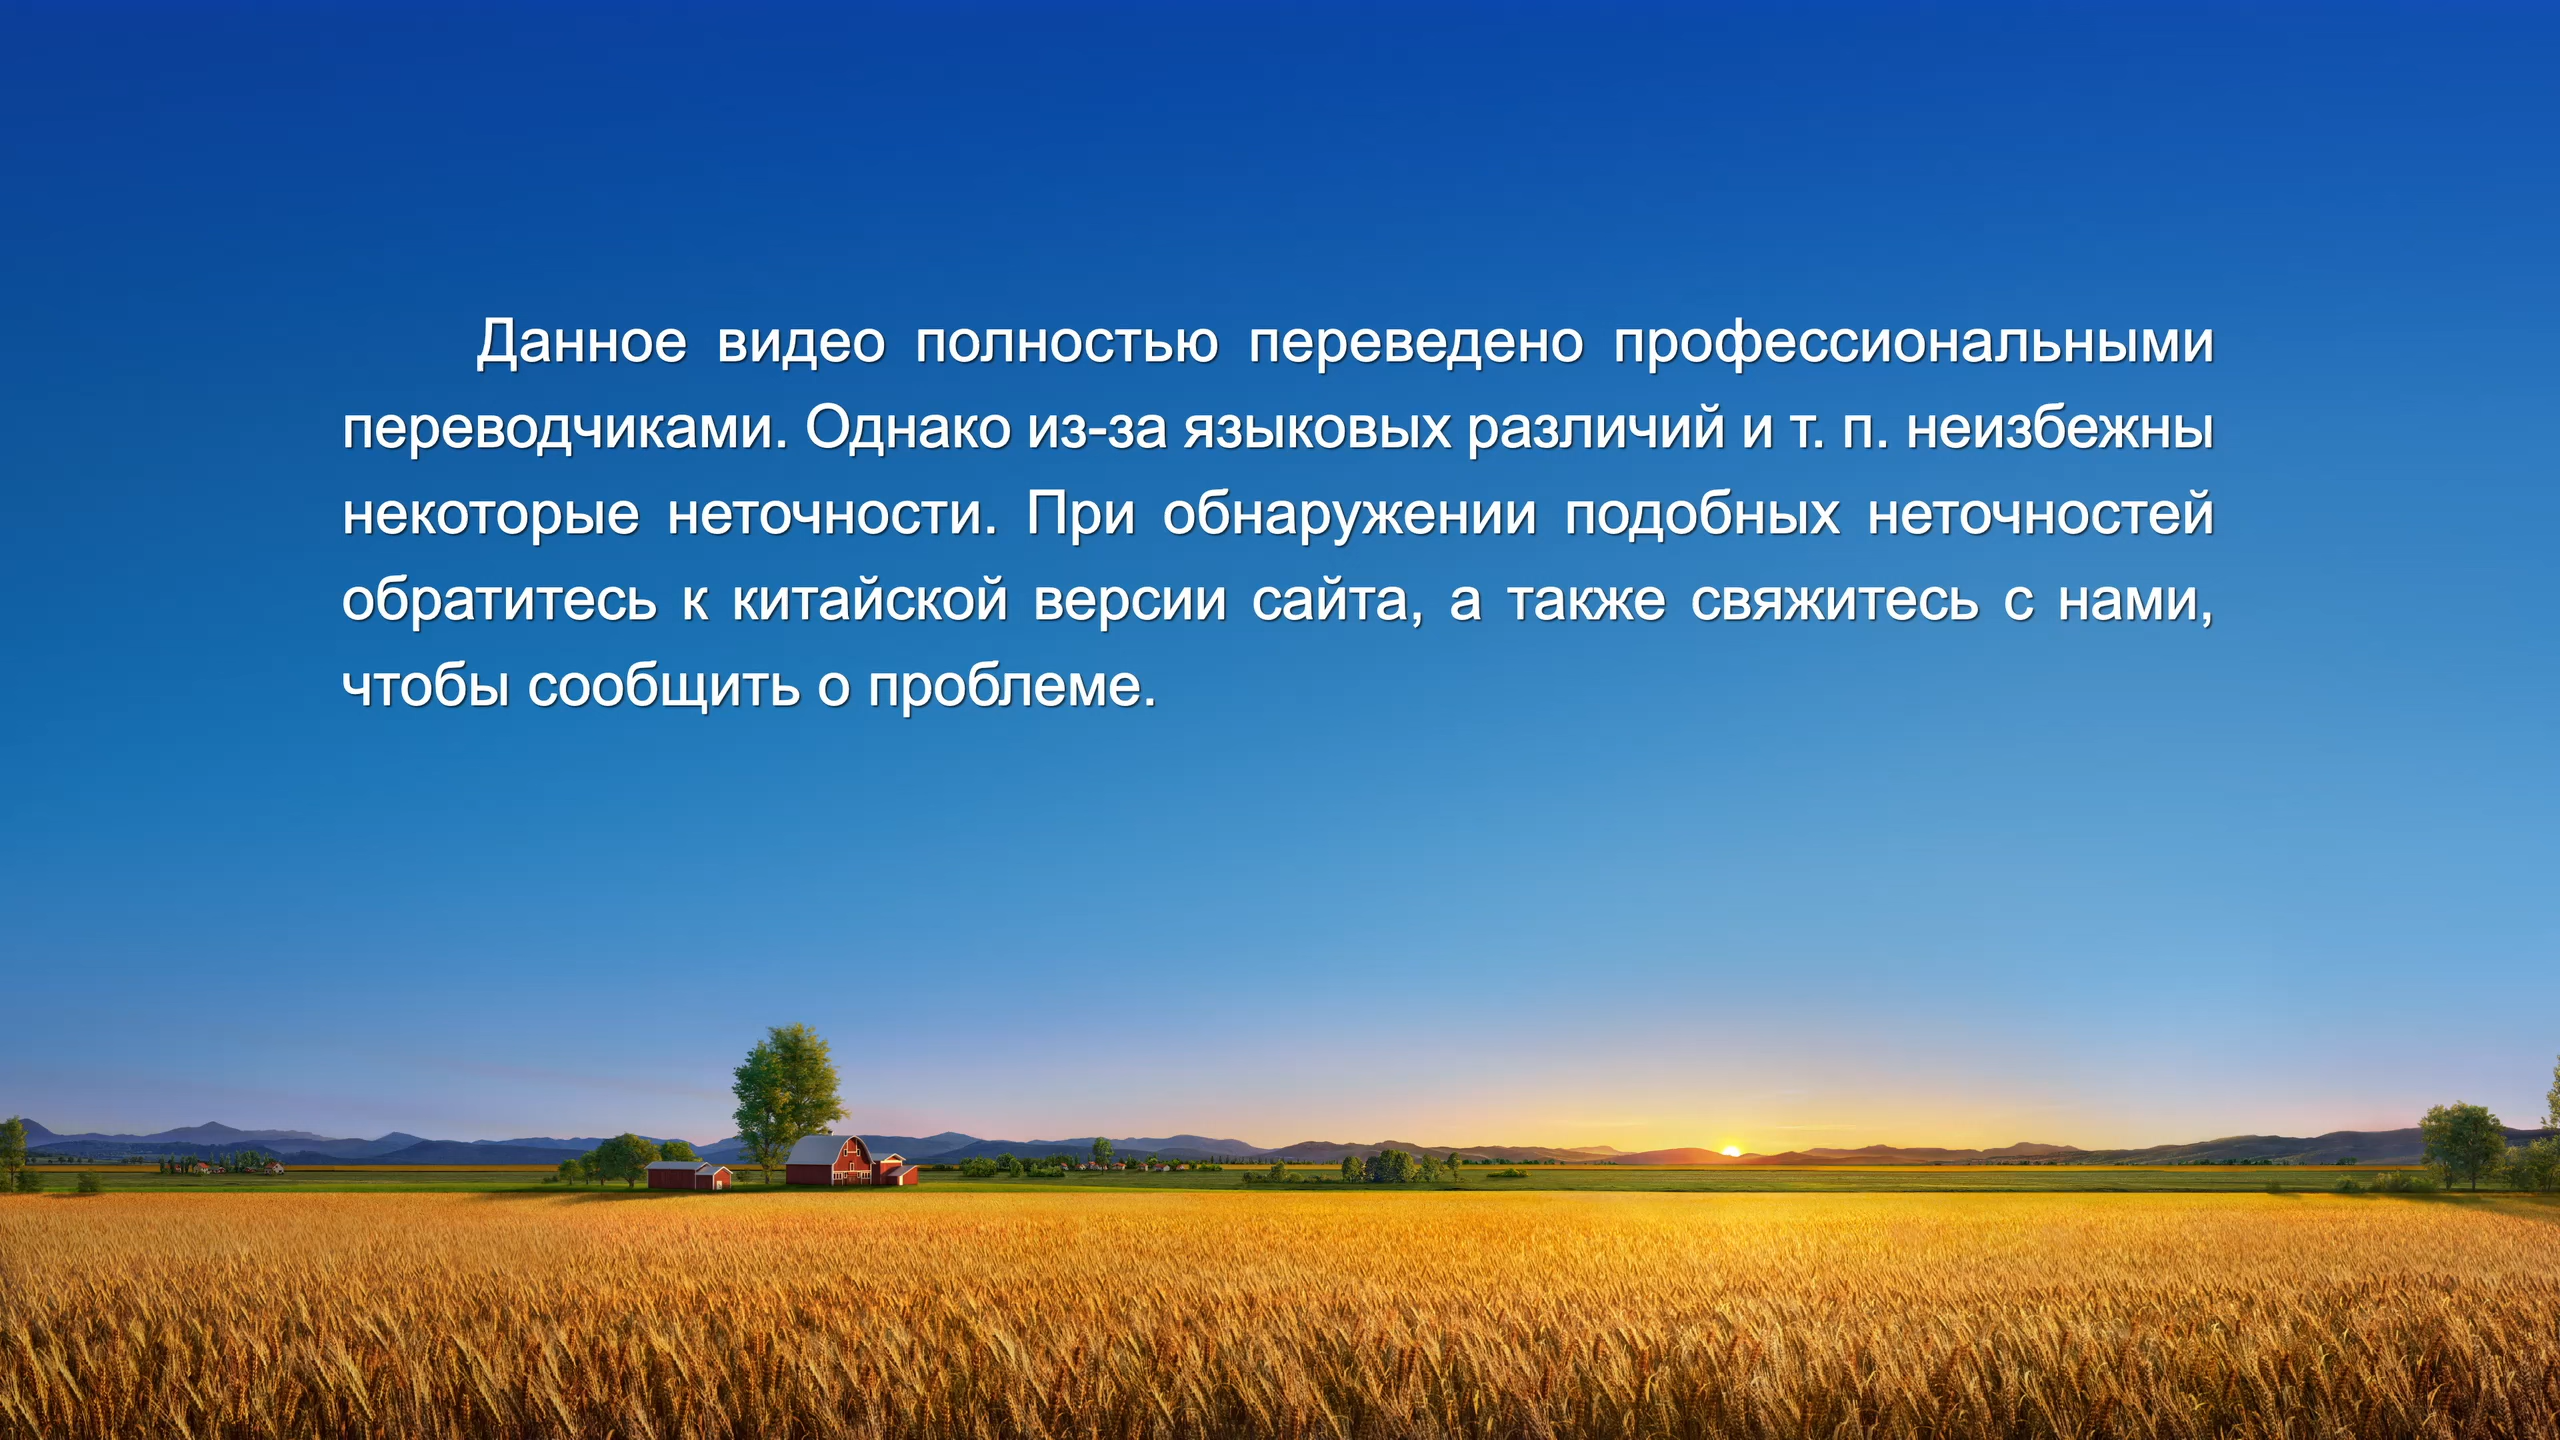 Данное видео полностью переведено профессиональными
переводчиками. Однако из-за языковых различий и т. п. неизбежны
некоторые неточности. При обнаружении подобных неточностей
обратитесь к китайской версии сайта, а также свяжитесь с нами,
чтобы сообщить о проблеме.